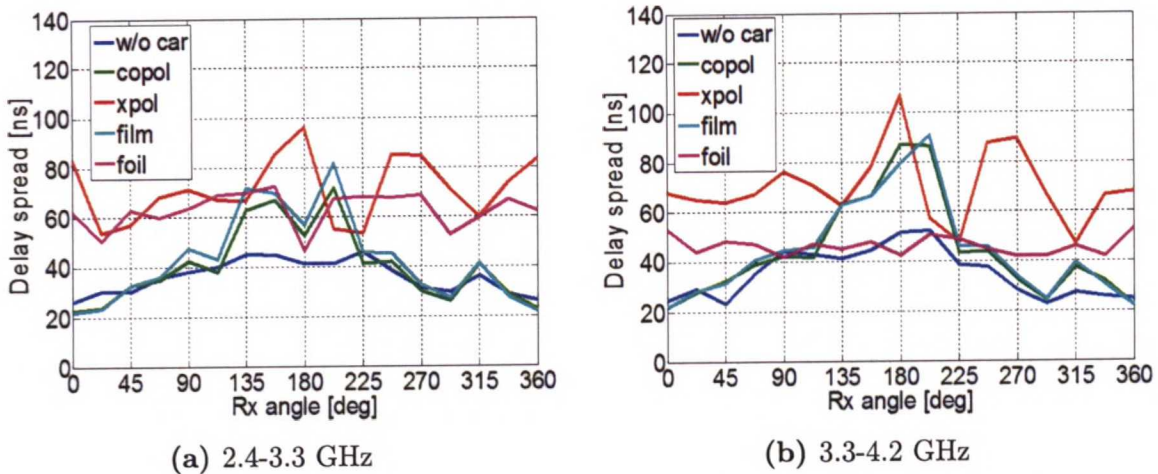 140
120
100
80
60
40
20
0
Delay spread [ns]
w/o car
copol
xpol
film
foil
0 45 90 135 180 225 270 315 360
Rx angle [deg]
(a) 2.4-3.3 GHz
140
120
100
80
60
40
20
0
Delay spread [ns]
w/o car
copol
xpol
film
foil
0 45 90 135 180 225 270 315 360
Rx angle [deg]
(b) 3.3-4.2 GHz